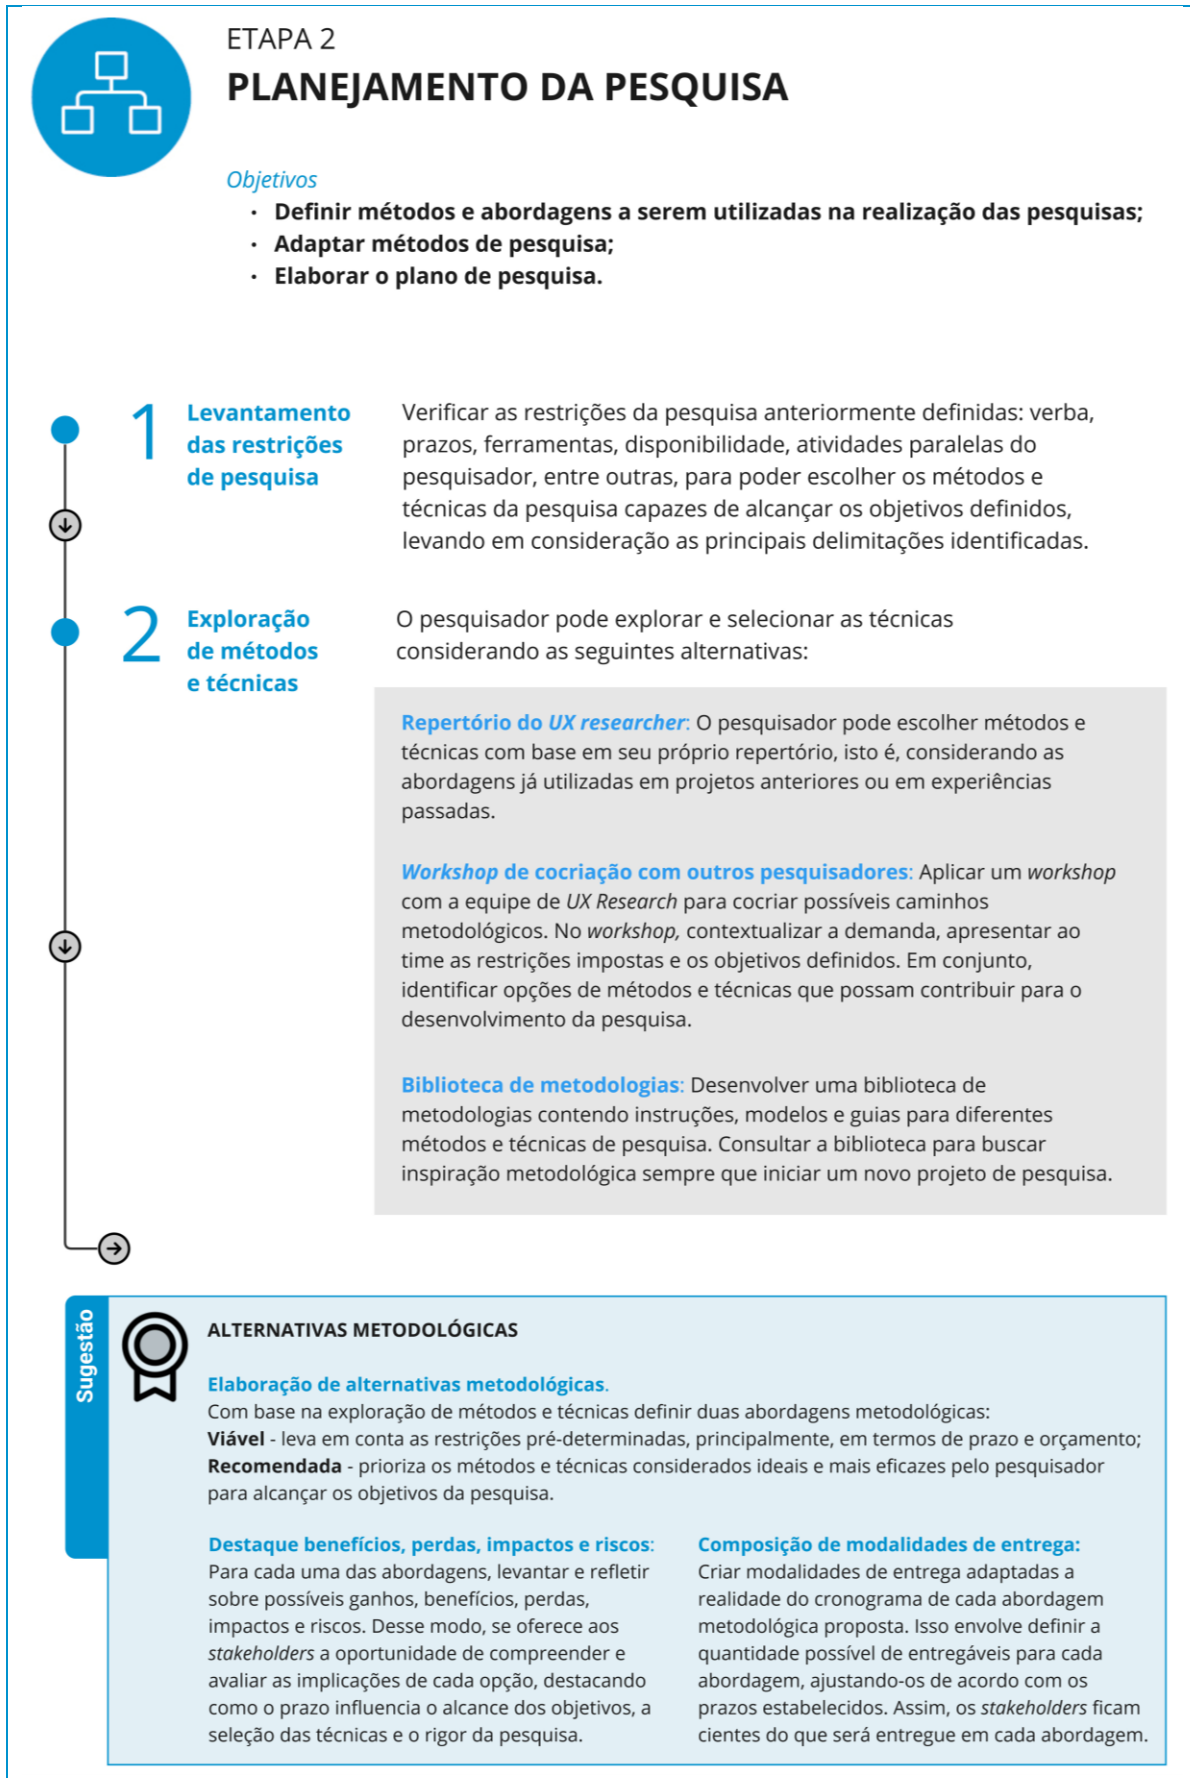 ETAPA 2
PLANEJAMENTO DA PESQUISA
Objetivos
· Definir métodos e abordagens a serem utilizadas na realização das pesquisas;
· Adaptar métodos de pesquisa;
· Elaborar o plano de pesquisa.
1
Levantamento
das restrições
de pesquisa
Verificar as restrições da pesquisa anteriormente definidas: verba,
prazos, ferramentas, disponibilidade, atividades paralelas do
pesquisador, entre outras, para poder escolher os métodos e
técnicas da pesquisa capazes de alcançar os objetivos definidos,
levando em consideração as principais delimitações identificadas.
2
Exploração
de métodos
e técnicas
O pesquisador pode explorar e selecionar as técnicas
considerando as seguintes alternativas:
Repertório do UX researcher: O pesquisador pode escolher métodos e
técnicas com base em seu próprio repertório, isto é, considerando as
abordagens já utilizadas em projetos anteriores ou em experiências
passadas.
Workshop de cocriação com outros pesquisadores: Aplicar um workshop
com a equipe de UX Research para cocriar possíveis caminhos
metodológicos. No workshop, contextualizar a demanda, apresentar ao
time as restrições impostas e os objetivos definidos. Em conjunto,
identificar opções de métodos e técnicas que possam contribuir para o
desenvolvimento da pesquisa.
Biblioteca de metodologias: Desenvolver uma biblioteca de
metodologias contendo instruções, modelos e guias para diferentes
métodos e técnicas de pesquisa. Consultar a biblioteca para buscar
inspiração metodológica sempre que iniciar um novo projeto de pesquisa.
Sugestão
ALTERNATIVAS METODOLÓGICAS
Elaboração de alternativas metodológicas.
Com base na exploração de métodos e técnicas definir duas abordagens metodológicas:
Viável - leva em conta as restrições pré-determinadas, principalmente, em termos de prazo e orçamento;
Recomendada - prioriza os métodos e técnicas considerados ideais e mais eficazes pelo pesquisador
para alcançar os objetivos da pesquisa.
Destaque benefícios, perdas, impactos e riscos:
Para cada uma das abordagens, levantar e refletir
sobre possíveis ganhos, benefícios, perdas,
impactos e riscos. Desse modo, se oferece aos
stakeholders a oportunidade de compreender e
avaliar as implicações de cada opção, destacando
como o prazo influencia o alcance dos objetivos, a
seleção das técnicas e o rigor da pesquisa.
Composição de modalidades de entrega:
Criar modalidades de entrega adaptadas a
realidade do cronograma de cada abordagem
metodológica proposta. Isso envolve definir a
quantidade possível de entregáveis para cada
abordagem, ajustando-os de acordo com os
prazos estabelecidos. Assim, os stakeholders ficam
cientes do que será entregue em cada abordagem.